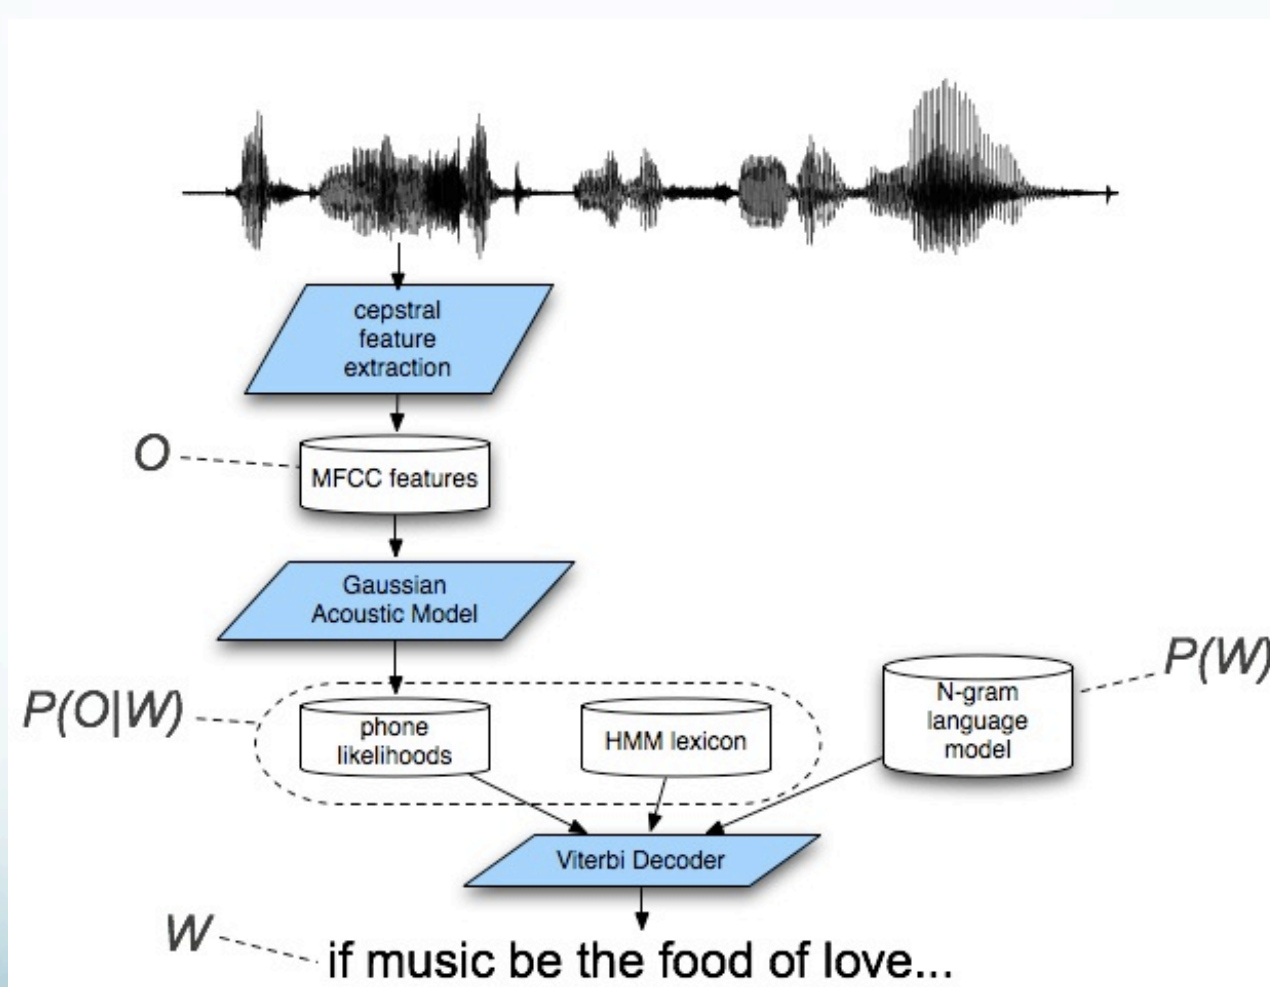 cepstral
feature
extraction
O
MFCC features
Gaussian
Acoustic Model
P(O|W)
phone
likelihoods
HMM lexicon
N-gram
language
model
P(W)
Viterbi Decoder
W
if music be the food of love...